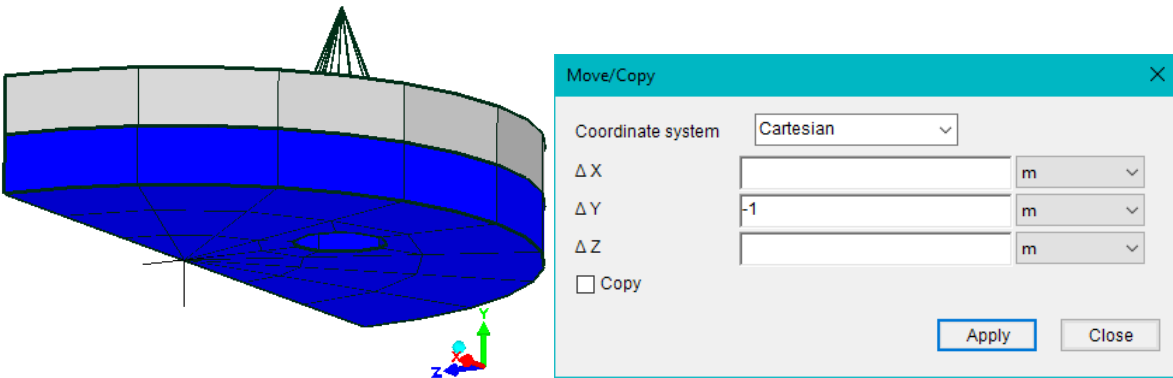 Move/Copy
Coordinate system Cartesian
Δ X m
Δ Y -1 m
Δ Z m
Copy
Apply Close
Y
X
Z